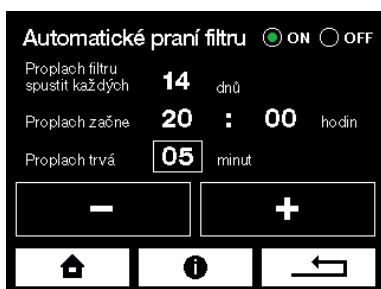 Automatické praní filtru ON OFF
Proplach filtru
spustit každých 14 dnů
Proplach začne 20 : 00 hodin
Proplach trvá 05 minut
- +